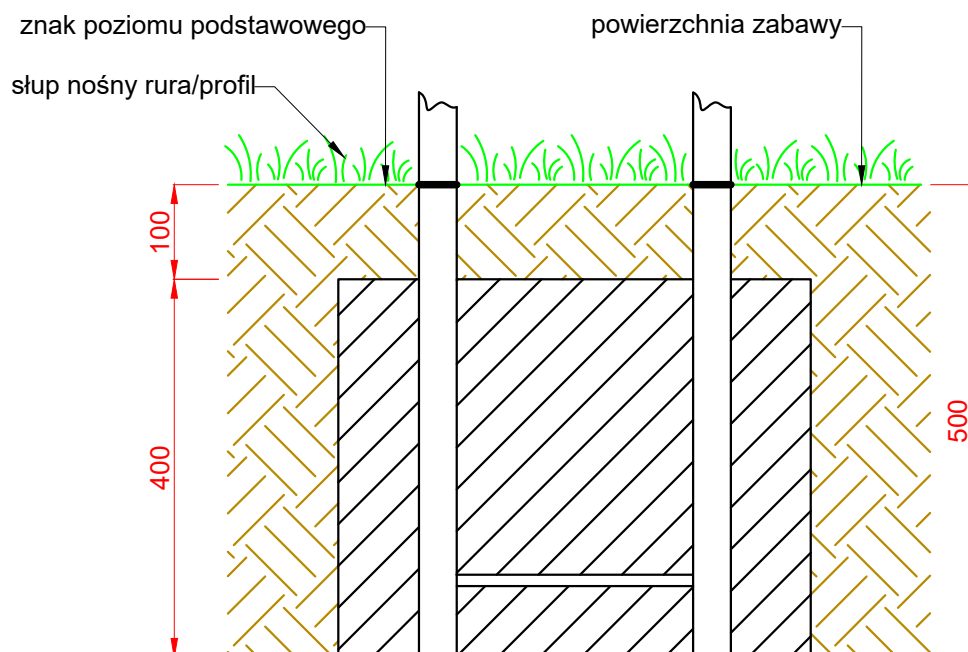 znak poziomu podstawowego
powierzchnia zabawy
słup nośny rura/profil
100
400
500